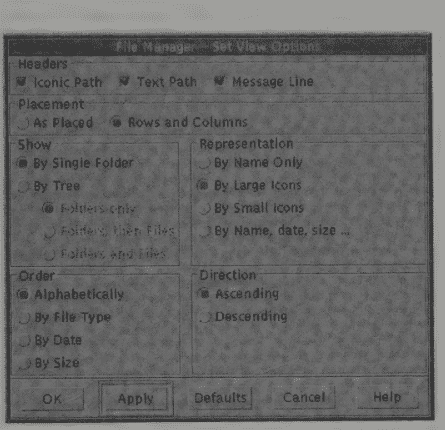 File Manager - Set View Options
Headers
Iconic Path Text Path Message Line
Placement
As Placed Rows and Columns
Show
By Single Folder
By Tree
Folders only
Folders, then Files
Folders and Files
Representation
By Name Only
By Large Icons
By Small Icons
By Name, date, size ...
Order
Alphabetically
By File Type
By Date
By Size
Direction
Ascending
Descending
OK Apply Defaults Cancel Help